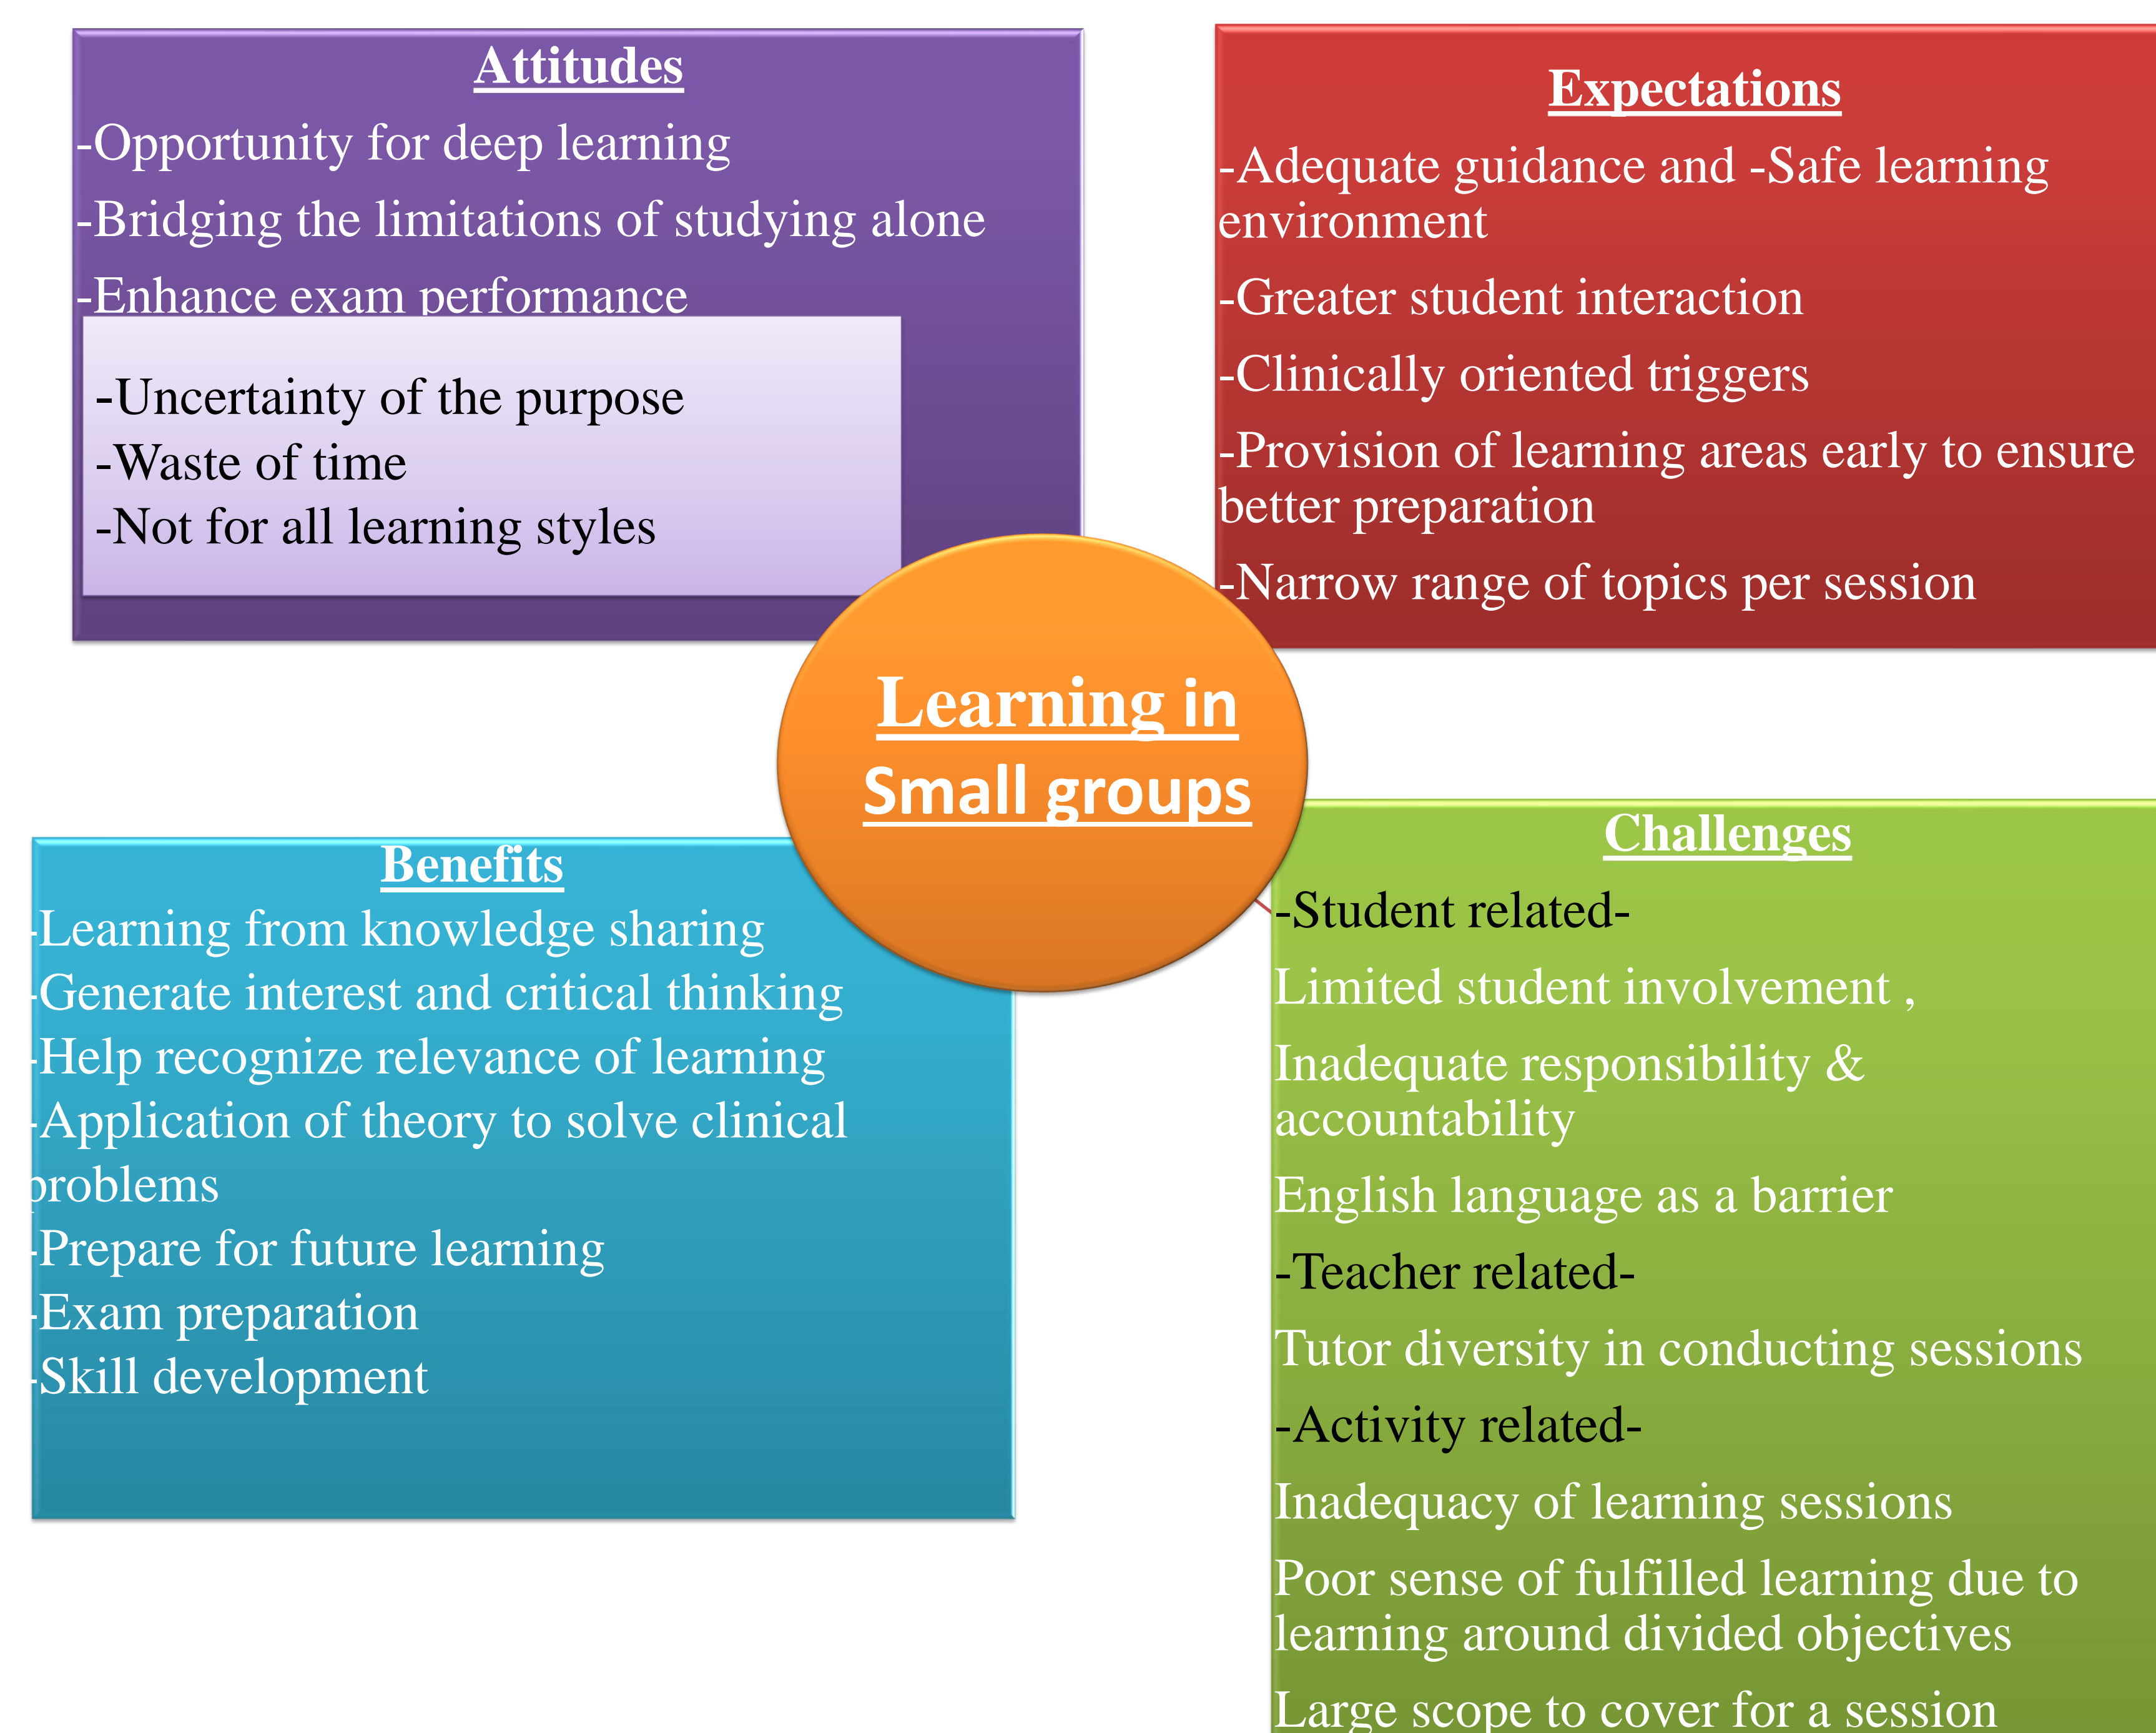 Attitudes
-Opportunity for deep learning
-Bridging the limitations of studying alone
-Enhance exam performance
-Uncertainty of the purpose
-Waste of time
-Not for all learning styles
Expectations
-Adequate guidance and -Safe learning
environment
-Greater student interaction
-Clinically oriented triggers
-Provision of learning areas early to ensure
better preparation
-Narrow range of topics per session
Learning in
Small groups
Benefits
-Learning from knowledge sharing
-Generate interest and critical thinking
-Help recognize relevance of learning
-Application of theory to solve clinical
problems
-Prepare for future learning
-Exam preparation
-Skill development
Challenges
-Student related-
Limited student involvement ,
Inadequate responsibility &
accountability
English language as a barrier
-Teacher related-
Tutor diversity in conducting sessions
-Activity related-
Inadequacy of learning sessions
Poor sense of fulfilled learning due to
learning around divided objectives
Large scope to cover for a session